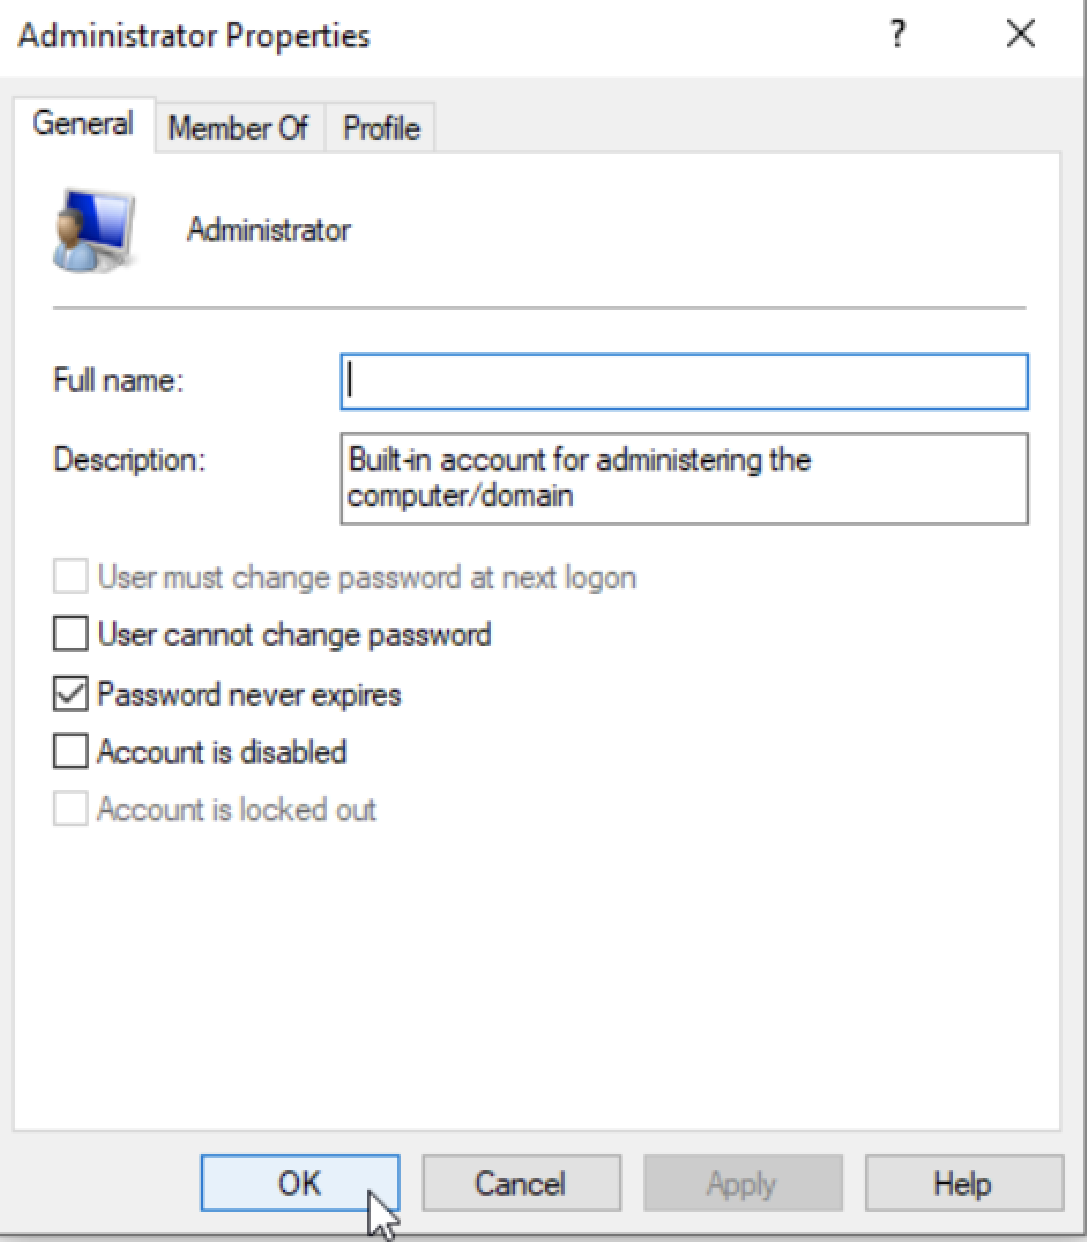 Administrator Properties
?
General Member Of Profile
Administrator
Full name:
Description: Built-in account for administering the
computer/domain
User must change password at next logon
User cannot change password
Password never expires
Account is disabled
Account is locked out
OK Cancel Apply Help